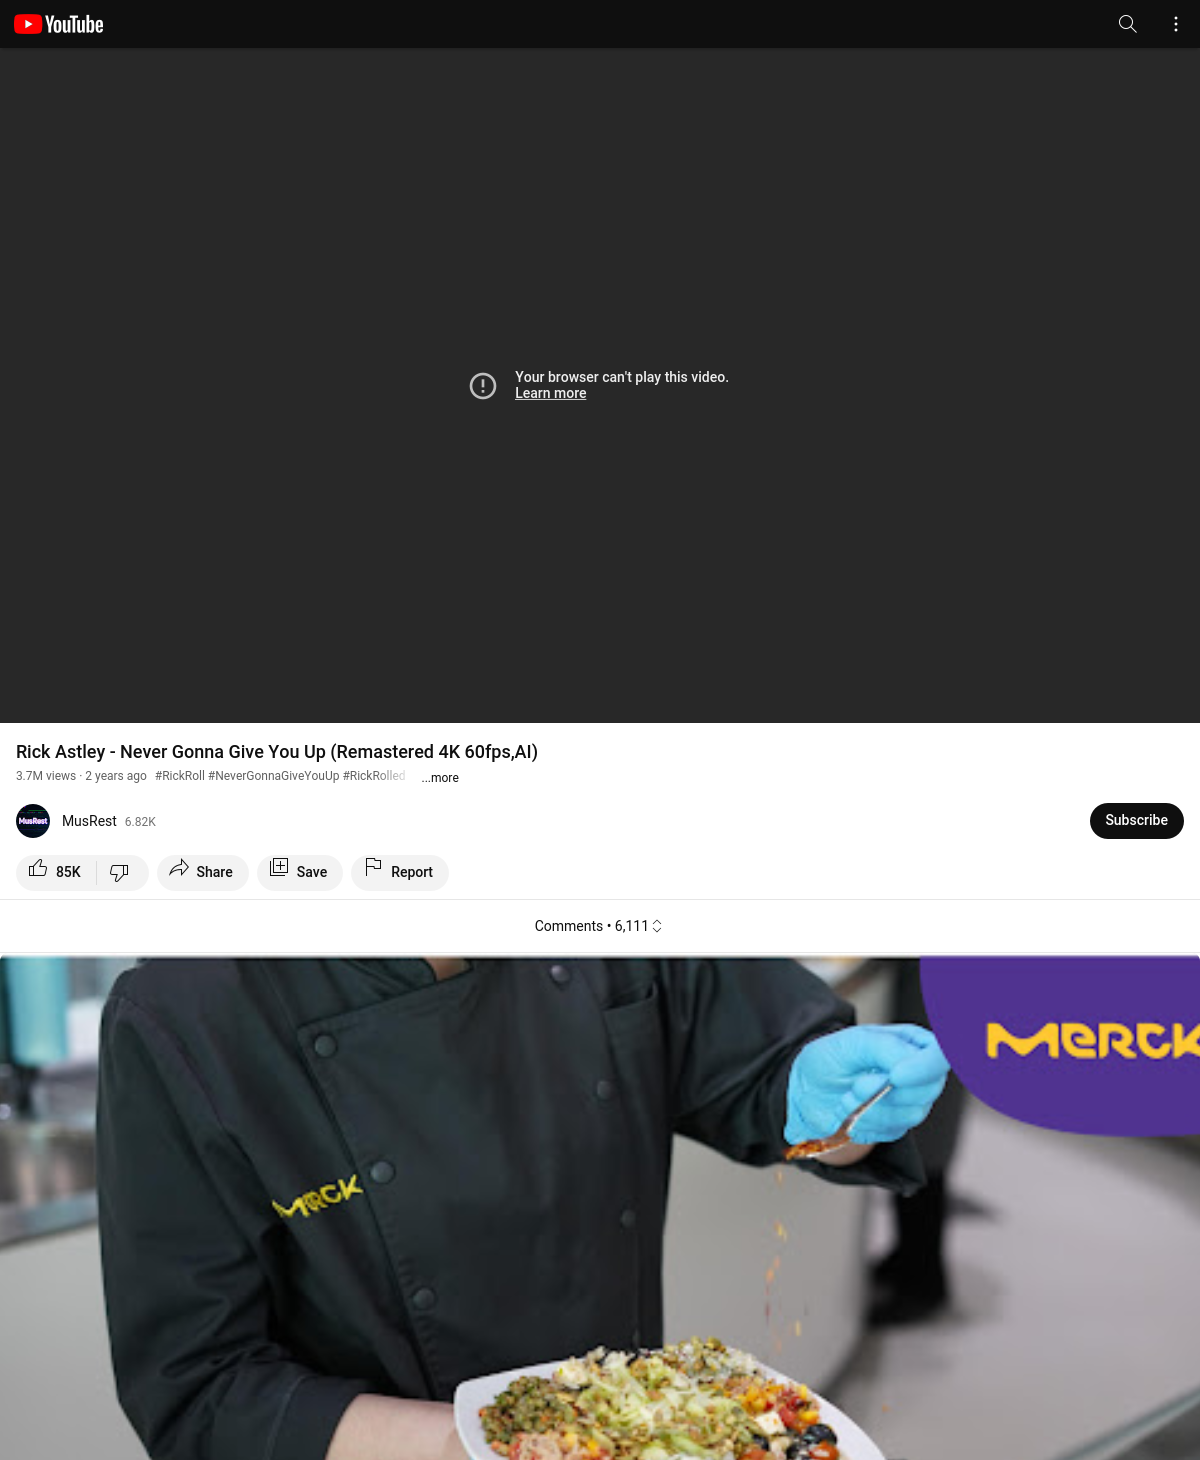 YouTube
Your browser can't play this video.
Learn more
Rick Astley - Never Gonna Give You Up (Remastered 4K 60fps,AI)
3.7M views · 2 years ago #RickRoll #NeverGonnaGiveYouUp #RickRolled ...more
MusRest
MusRest 6.82K
Subscribe
85K
Share
Save
Report
Comments • 6,111
MERCK
MERCK